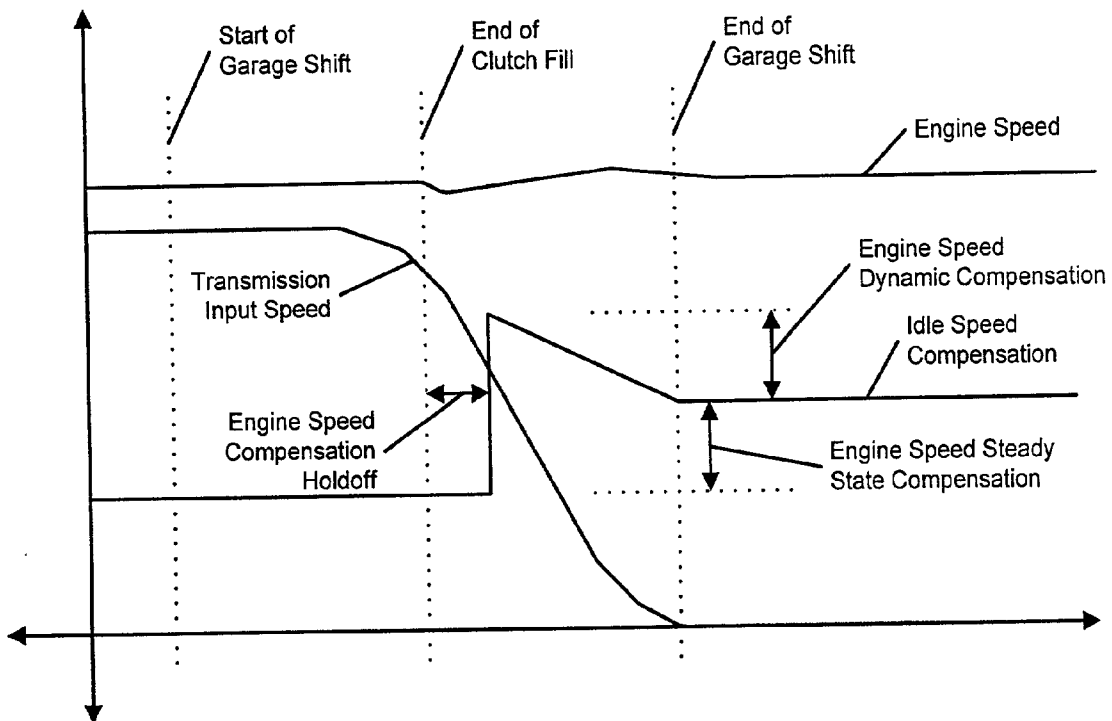 Start of
Garage Shift
End of
Clutch Fill
End of
Garage Shift
Engine Speed
Transmission
Input Speed
Engine Speed
Dynamic Compensation
Idle Speed
Compensation
Engine Speed
Compensation
Holdoff
Engine Speed Steady
State Compensation